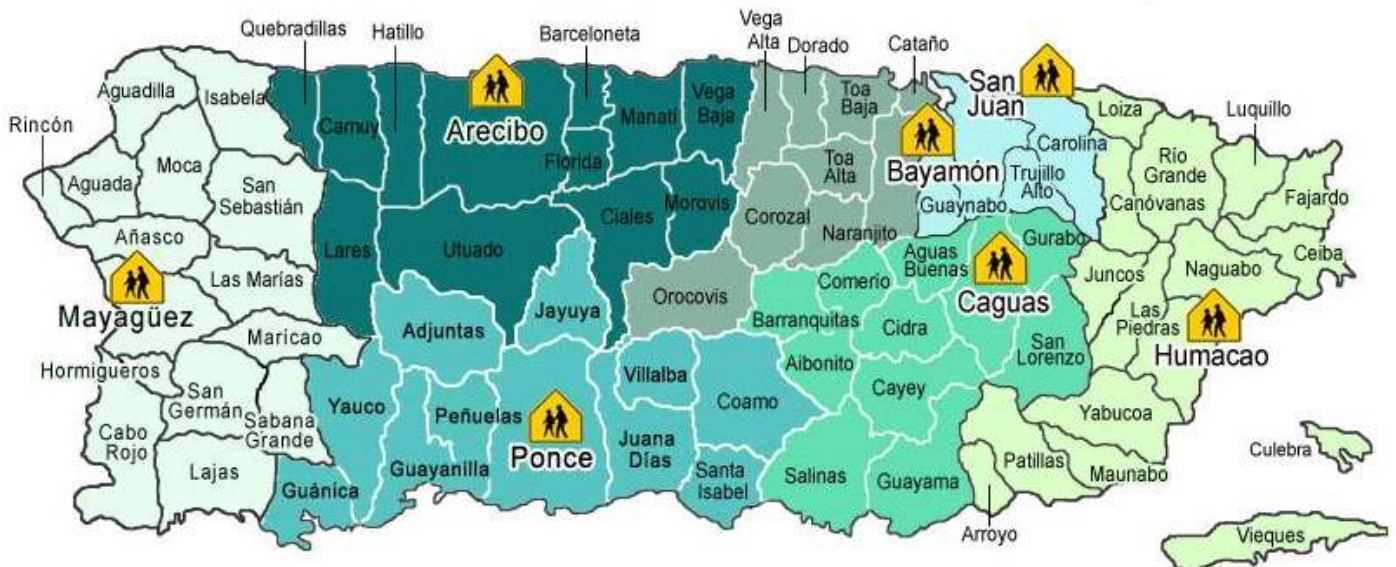 Quebradillas
Hatillo
Barceloneta
Vega
Alta
Dorado
Cataño
San
Juan
Luquillo
Aguadilla
Isabela
Rincón
Camuy
Arecibo
Manatí
Vega
Baja
Toa
Baja
Loiza
Moca
Aguada
Florida
Toa
Alta
Bayamón
Carolina
Río
Grande
San
Sebastián
Ciales
Morovis
Corozal
Trujillo
Alto
Guaynabo
Canóvanas
Fajardo
Añasco
Lares
Utuado
Naranjito
Gurabo
Aguas
Buenas
Ceiba
Las Marías
Comerio
Juncos
Naguabo
Orocovis
Caguas
Mayagüez
Jayuya
Barranquitas
Cidra
Las
Piedras
Maricao
Adjuntas
San
Lorenzo
Humacao
Hormigueros
Villalba
Aibonito
San
Germán
Yauco
Peñuelas
Coamo
Cayey
Yabucoa
Sabana
Grande
Cabo
Rojo
Ponce
Juana
Días
Culebra
Lajas
Guayanilla
Santa
Isabel
Salinas
Guayama
Patillas
Maunabo
Guánica
Arroyo
Vieques